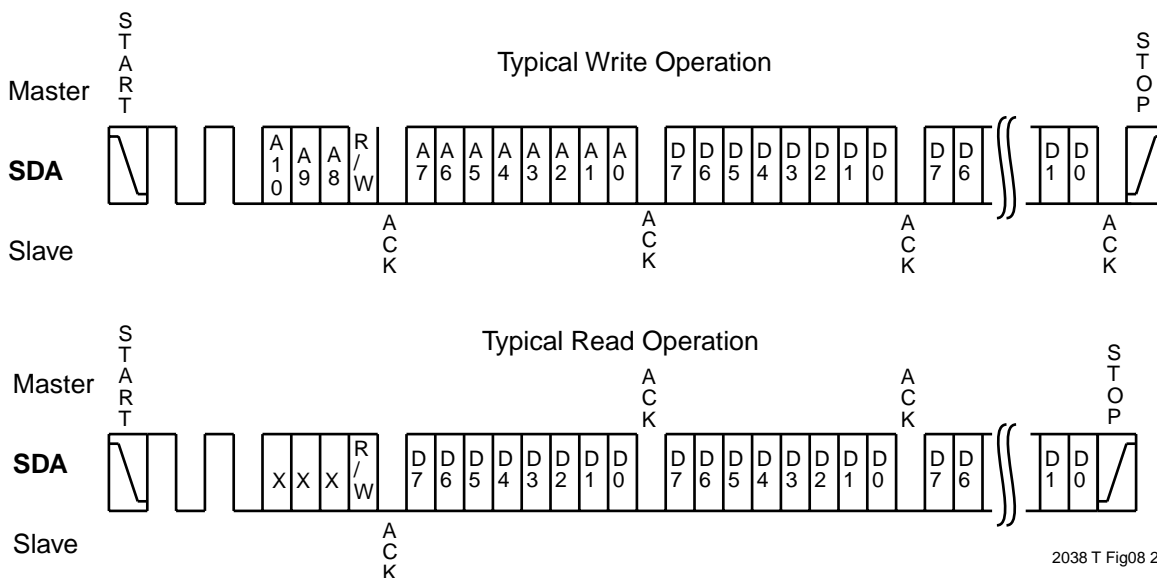 START
STOP
Typical Write Operation
Master
SDA
A10 A9 A8 R/W A7 A6 A5 A4 A3 A2 A1 A0 D7 D6 D5 D4 D3 D2 D1 D0 D7 D6 D1 D0
ACK ACK ACK ACK
Slave
START
STOP
Typical Read Operation
ACK ACK
Master
SDA
X X X R/W D7 D6 D5 D4 D3 D2 D1 D0 D7 D6 D5 D4 D3 D2 D1 D0 D7 D6 D1 D0
ACK
Slave
2038 T Fig08 2